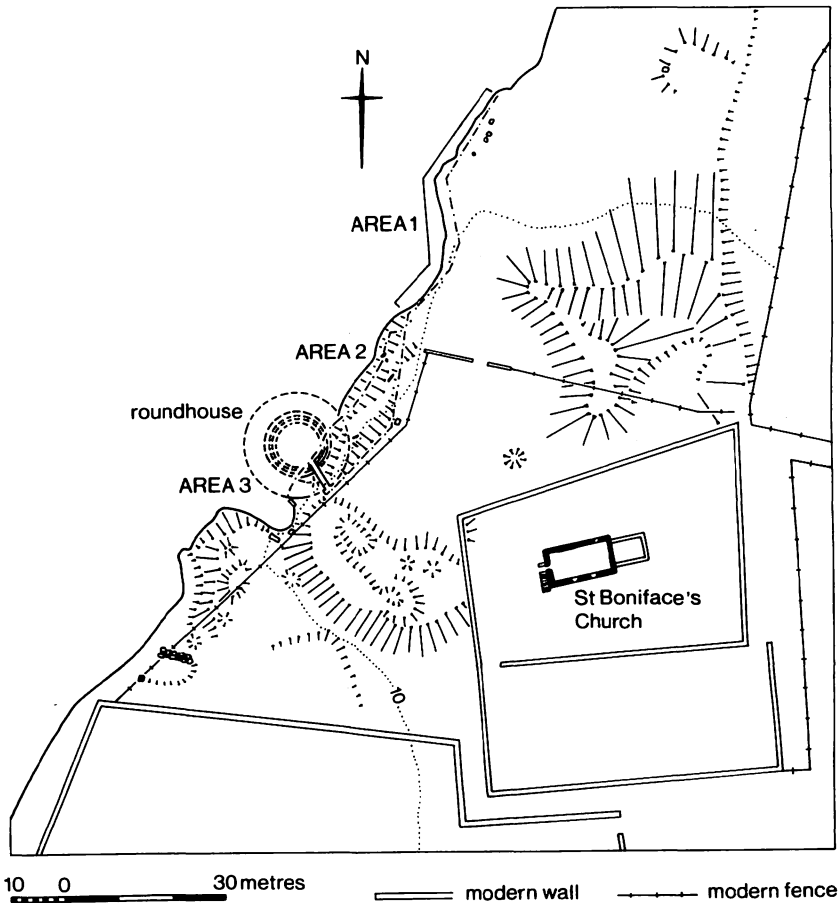 N
AREA 1
AREA 2
roundhouse
AREA 3
St Boniface's
Church
10
10 0 30 metres
modern wall
modern fence